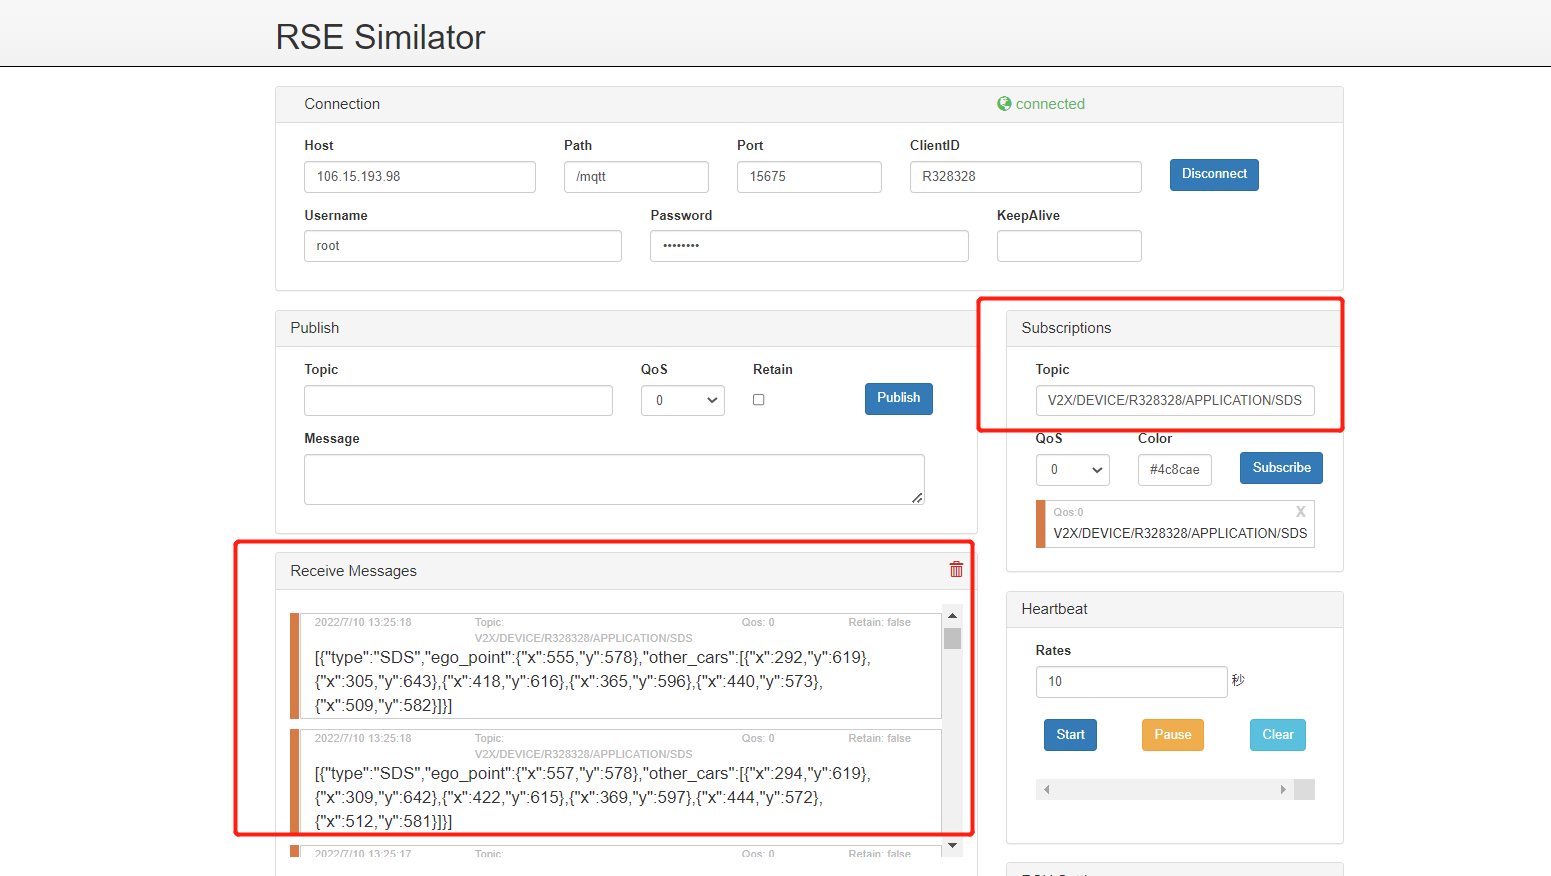 RSE Similator
Connection
connected
Host
Path
Port
ClientID
106.15.193.98
/mqtt
15675
R328328
Disconnect
Username
Password
KeepAlive
root
••••••••
Publish
Topic
QoS
Retain
0
Publish
Message
Subscriptions
Topic
V2X/DEVICE/R328328/APPLICATION/SDS
QoS
Color
0
#4c8cae
Subscribe
Qos:0
X
V2X/DEVICE/R328328/APPLICATION/SDS
Receive Messages
2022/7/10 13:25:18
Topic:
Qos: 0
Retain: false
V2X/DEVICE/R328328/APPLICATION/SDS
[{"type":"SDS","ego_point":{"x":555,"y":578},"other_cars":[{"x":292,"y":619},
{"x":305,"y":643},{"x":418,"y":616},{"x":365,"y":596},{"x":440,"y":573},
{"x":509,"y":582}]}]
2022/7/10 13:25:18
Topic:
Qos: 0
Retain: false
V2X/DEVICE/R328328/APPLICATION/SDS
[{"type":"SDS","ego_point":{"x":557,"y":578},"other_cars":[{"x":294,"y":619},
{"x":309,"y":642},{"x":422,"y":615},{"x":369,"y":597},{"x":444,"y":572},
{"x":512,"y":581}]}]
2022/7/10 13:25:17
Topic:
Qos: 0
Retain: false
Heartbeat
Rates
10
秒
Start
Pause
Clear